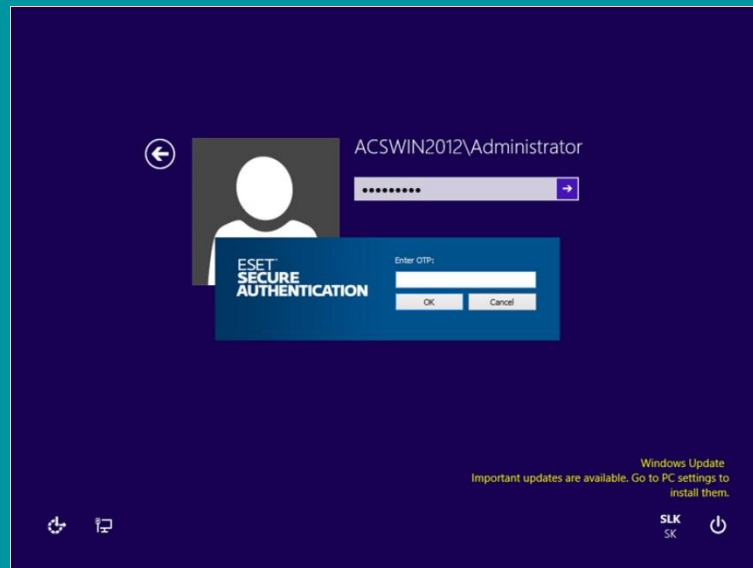 ACSWIN2012\Administrator
ESET
SECURE
AUTHENTICATION
Enter OTP:
OK
Cancel
Windows Update
Important updates are available. Go to PC settings to
install them.
SLK
SK